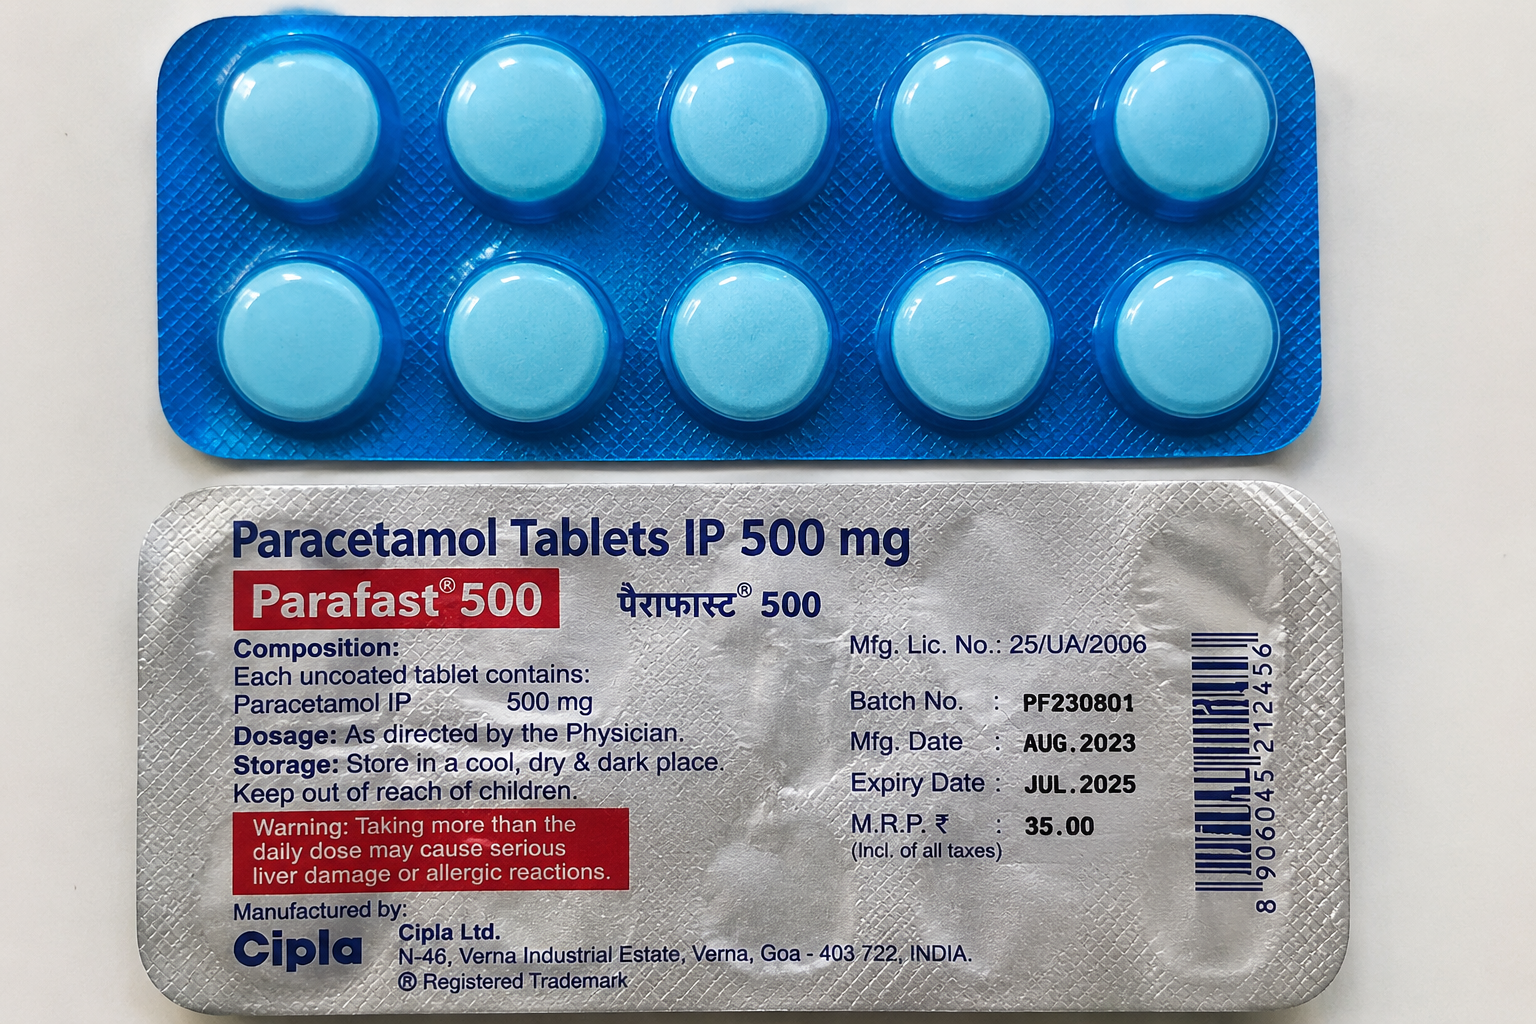 Paracetamol Tablets IP 500 mg
Parafast® 500 पैराफास्ट® 500
Composition:
Each uncoated tablet contains:
Paracetamol IP 500 mg
Dosage: As directed by the Physician.
Storage: Store in a cool, dry & dark place.
Keep out of reach of children.
Warning: Taking more than the
daily dose may cause serious
liver damage or allergic reactions.
Manufactured by:
Cipla
Cipla Ltd.
N-46, Verna Industrial Estate, Verna, Goa - 403 722, INDIA.
® Registered Trademark
Mfg. Lic. No.: 25/UA/2006
Batch No. : PF230801
Mfg. Date : AUG.2023
Expiry Date : JUL.2025
M.R.P. ₹ : 35.00
(Incl. of all taxes)
8 906045 212456